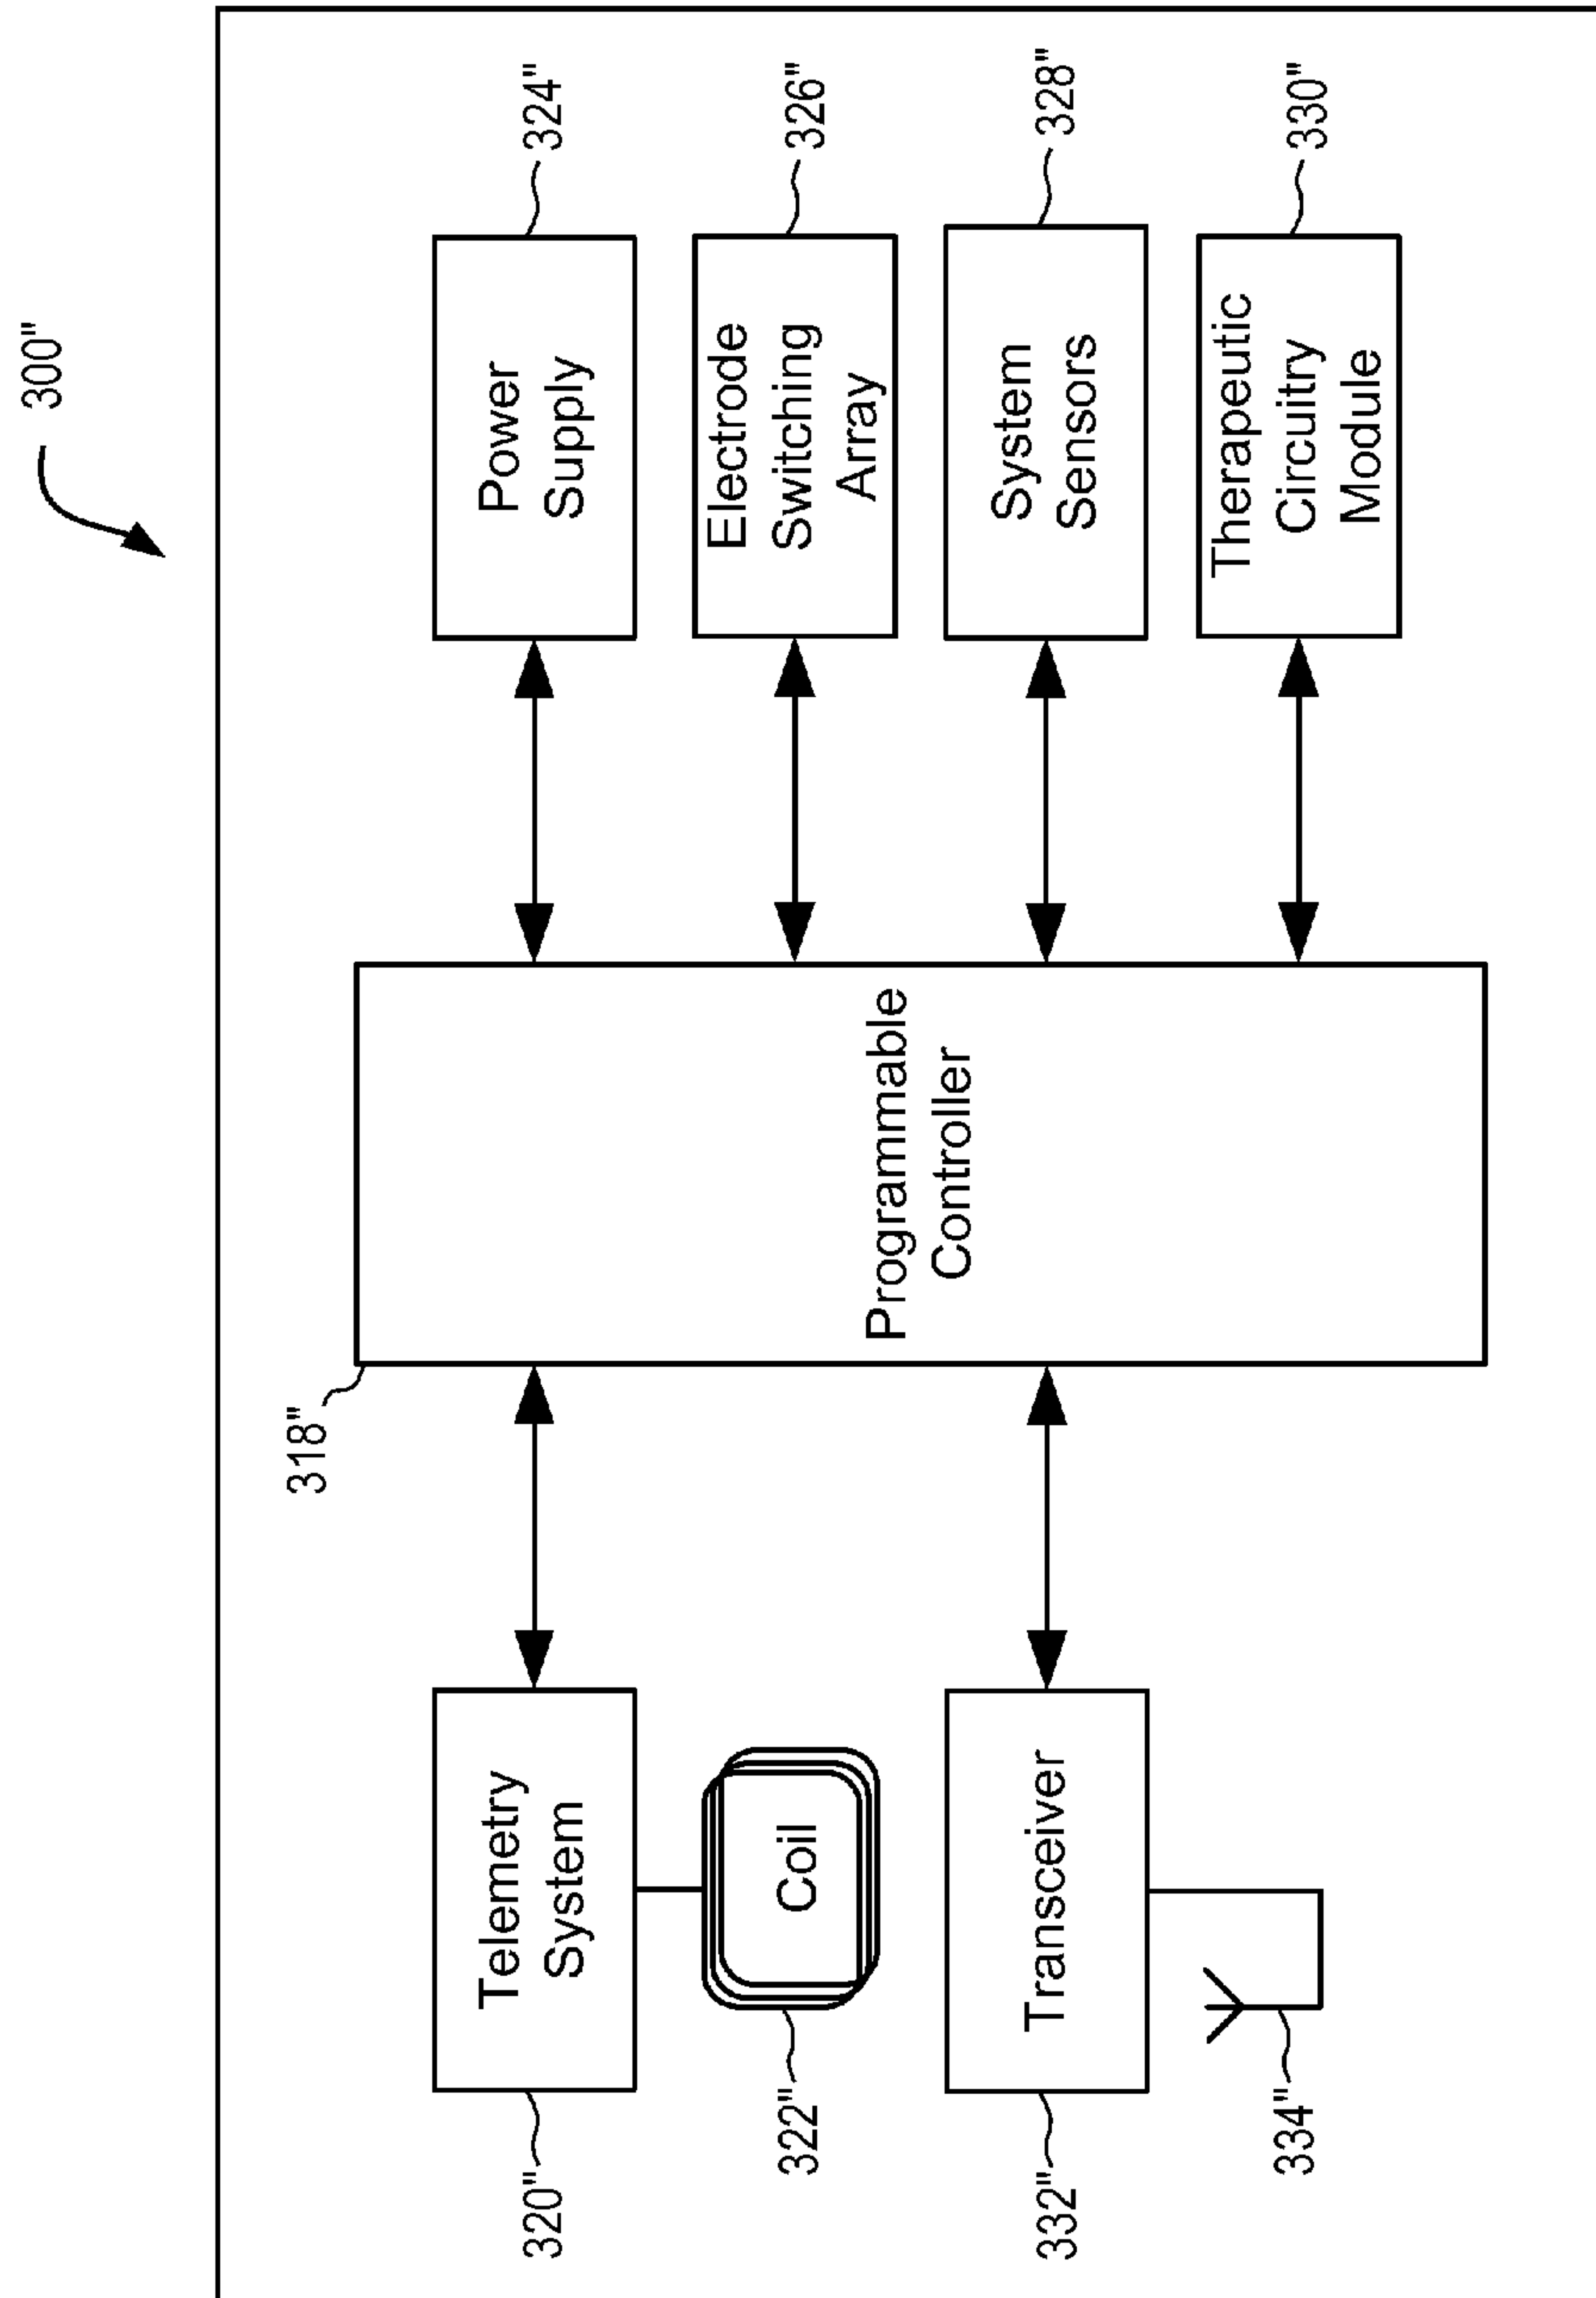 300"
318"
320"
Telemetry
System
322"
Coil
332"
Transceiver
334"
Programmable
Controller
Power
Supply
324"
Electrode
Switching
Array
326"
System
Sensors
328"
Therapeutic
Circuitry
Module
330"